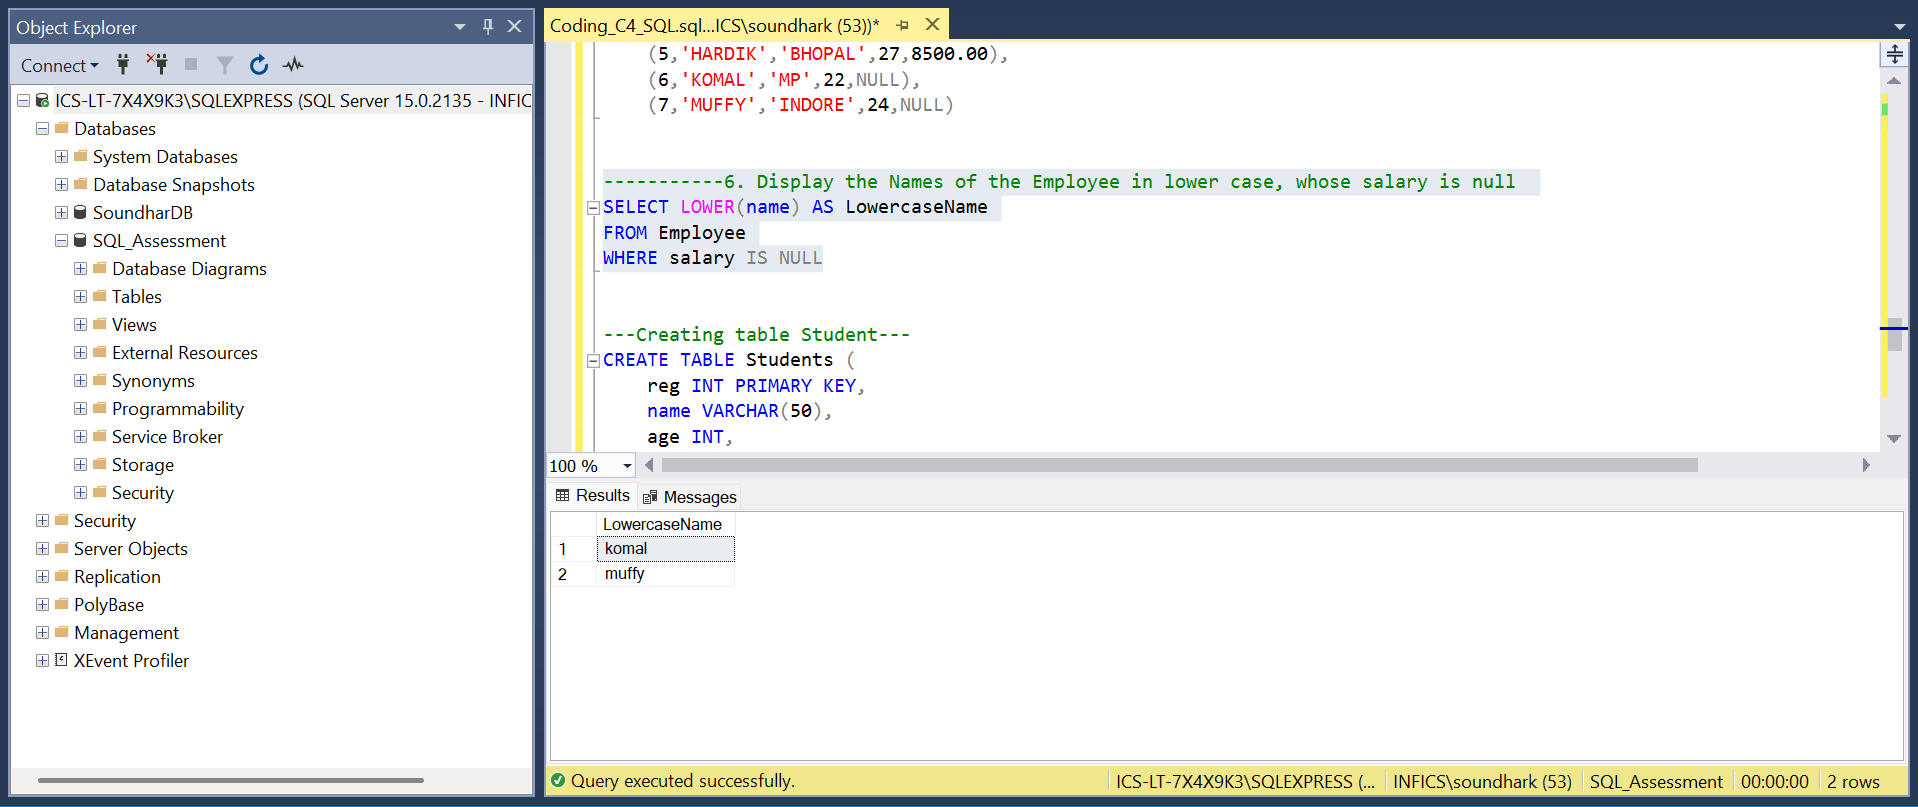 Object Explorer
Connect
ICS-LT-7X4X9K3\SQLEXPRESS (SQL Server 15.0.2135 - INFIC
Databases
System Databases
Database Snapshots
SoundharDB
SQL_Assessment
Database Diagrams
Tables
Views
External Resources
Synonyms
Programmability
Service Broker
Storage
Security
Security
Server Objects
Replication
PolyBase
Management
XEvent Profiler
Coding_C4_SQL.sql...ICS\soundhark (53))*
(5,'HARDIK','BHOPAL',27,8500.00),
(6,'KOMAL','MP',22,NULL),
(7,'MUFFY','INDORE',24,NULL)
-----------6. Display the Names of the Employee in lower case, whose salary is null
SELECT LOWER(name) AS LowercaseName
FROM Employee
WHERE salary IS NULL
---Creating table Student---
CREATE TABLE Students (
reg INT PRIMARY KEY,
name VARCHAR(50),
age INT,
100 %
Results Messages
LowercaseName
1 komal
2 muffy
Query executed successfully. ICS-LT-7X4X9K3\SQLEXPRESS (... INFICS\soundhark (53) SQL_Assessment 00:00:00 2 rows